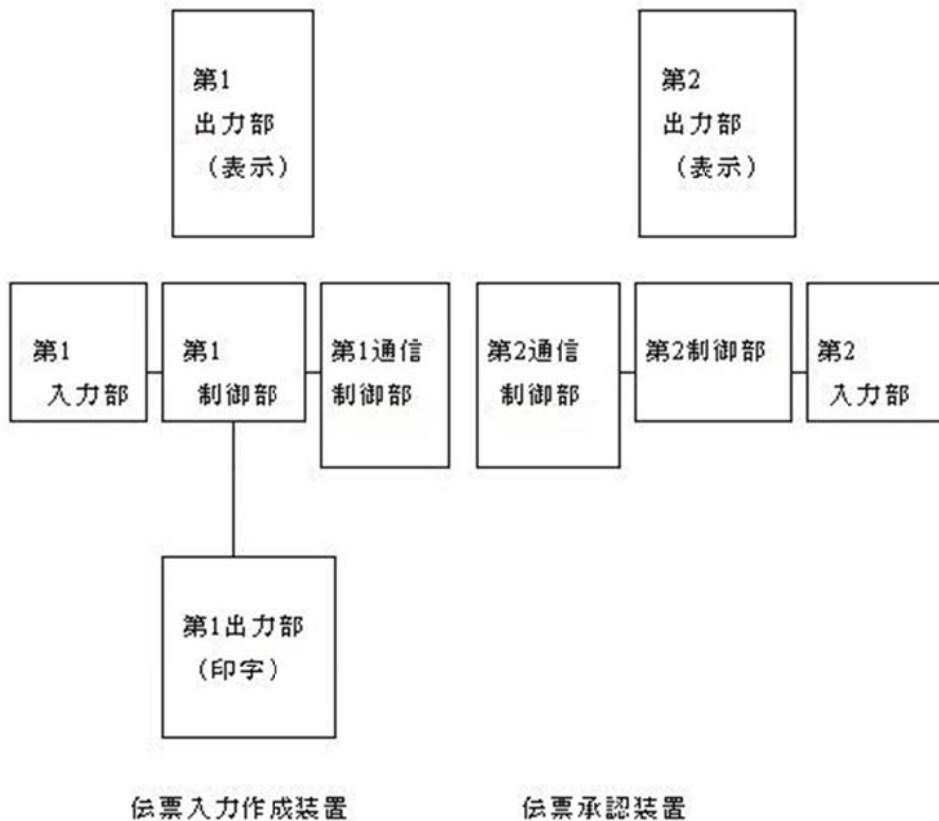 第1
出力部
（表示）
第2
出力部
（表示）
第1
入力部
第1
制御部
第1通信
制御部
第2通信
制御部
第2制御部
第2
入力部
第1出力部
（印字）
伝票入力作成装置
伝票承認装置